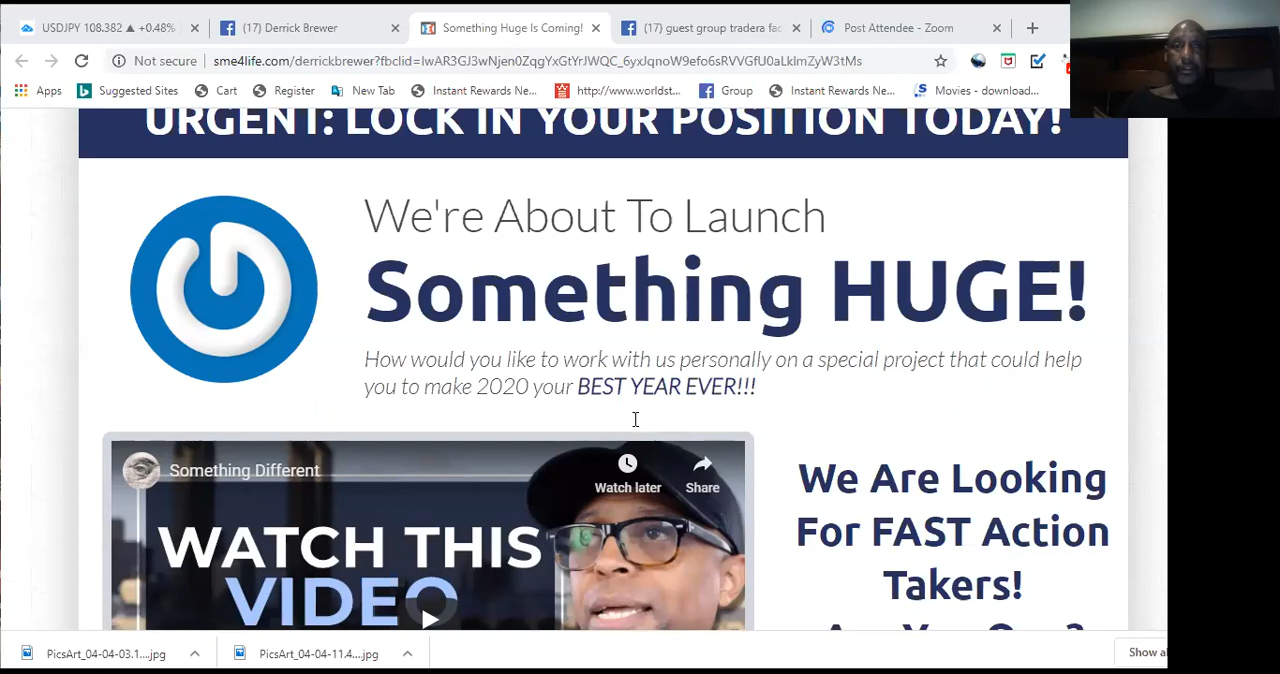 USDJPY 108.382 ▲ +0.48%
(17) Derrick Brewer
Something Huge Is Coming!
(17) guest group tradera fac
Post Attendee - Zoom
Not secure
sme4life.com/derrickbrewer?fbclid=
Apps
Suggested Sites
Cart
Register
New Tab
Instant Rewards Ne...
http://www.worldst...
Group
Instant Rewards Ne...
Movies - download...
URGENT: LOCK IN YOUR POSITION TODAY!
We're About To Launch
Something HUGE!
How would you like to work with us personally on a special project that could help
you to make 2020 your BEST YEAR EVER!!!
Something Different
Watch later
Share
WATCH THIS
VIDEO
We Are Looking
For FAST Action
Takers!
Are You One?
PicsArt_04-04-03.1....jpg
PicsArt_04-04-11.4....jpg
Show al